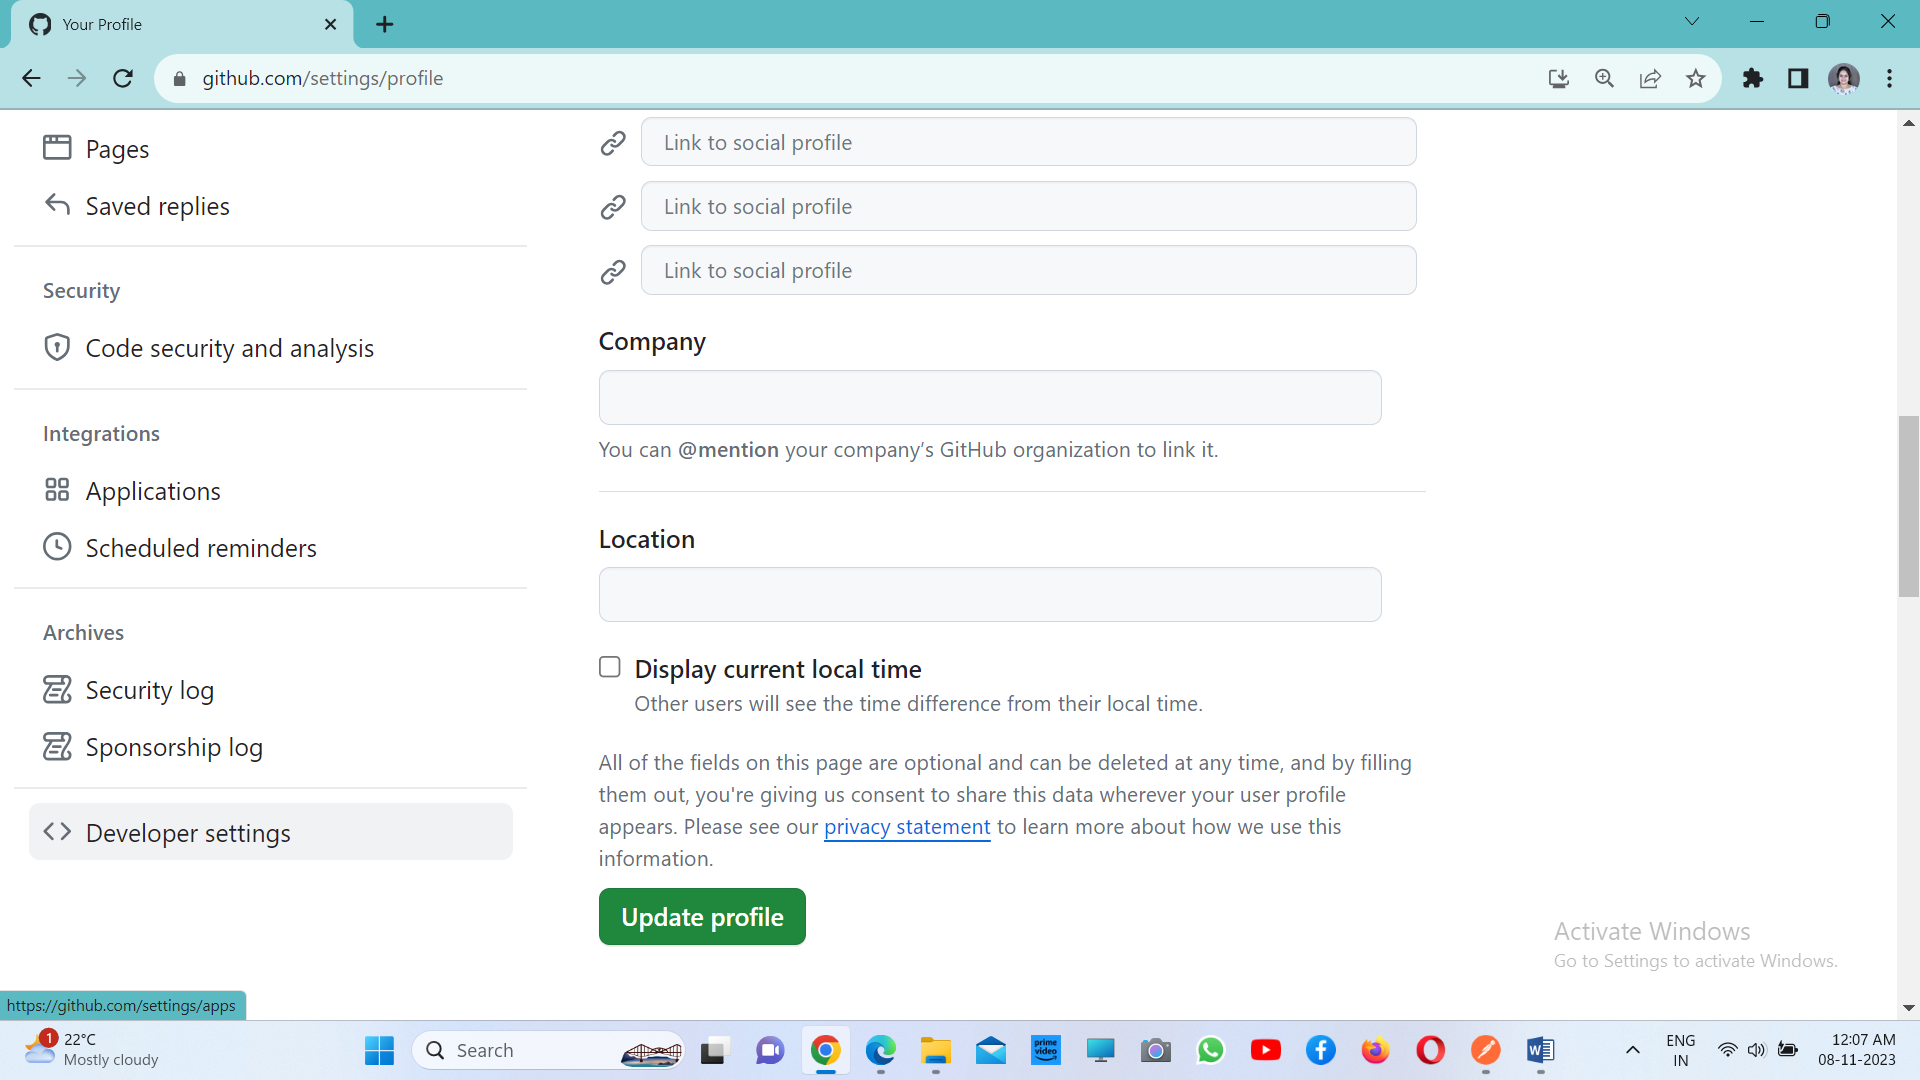 Your Profile
github.com/settings/profile
Pages
Saved replies
Security
Code security and analysis
Integrations
Applications
Scheduled reminders
Archives
Security log
Sponsorship log
Developer settings
Link to social profile
Link to social profile
Link to social profile
Company
You can @mention your company’s GitHub organization to link it.
Location
Display current local time
Other users will see the time difference from their local time.
All of the fields on this page are optional and can be deleted at any time, and by filling
them out, you're giving us consent to share this data wherever your user profile
appears. Please see our privacy statement to learn more about how we use this
information.
Update profile
Activate Windows
Go to Settings to activate Windows.
https://github.com/settings/apps
1
22°C
Mostly cloudy
Search
prime
video
W
ENG
IN
12:07 AM
08-11-2023